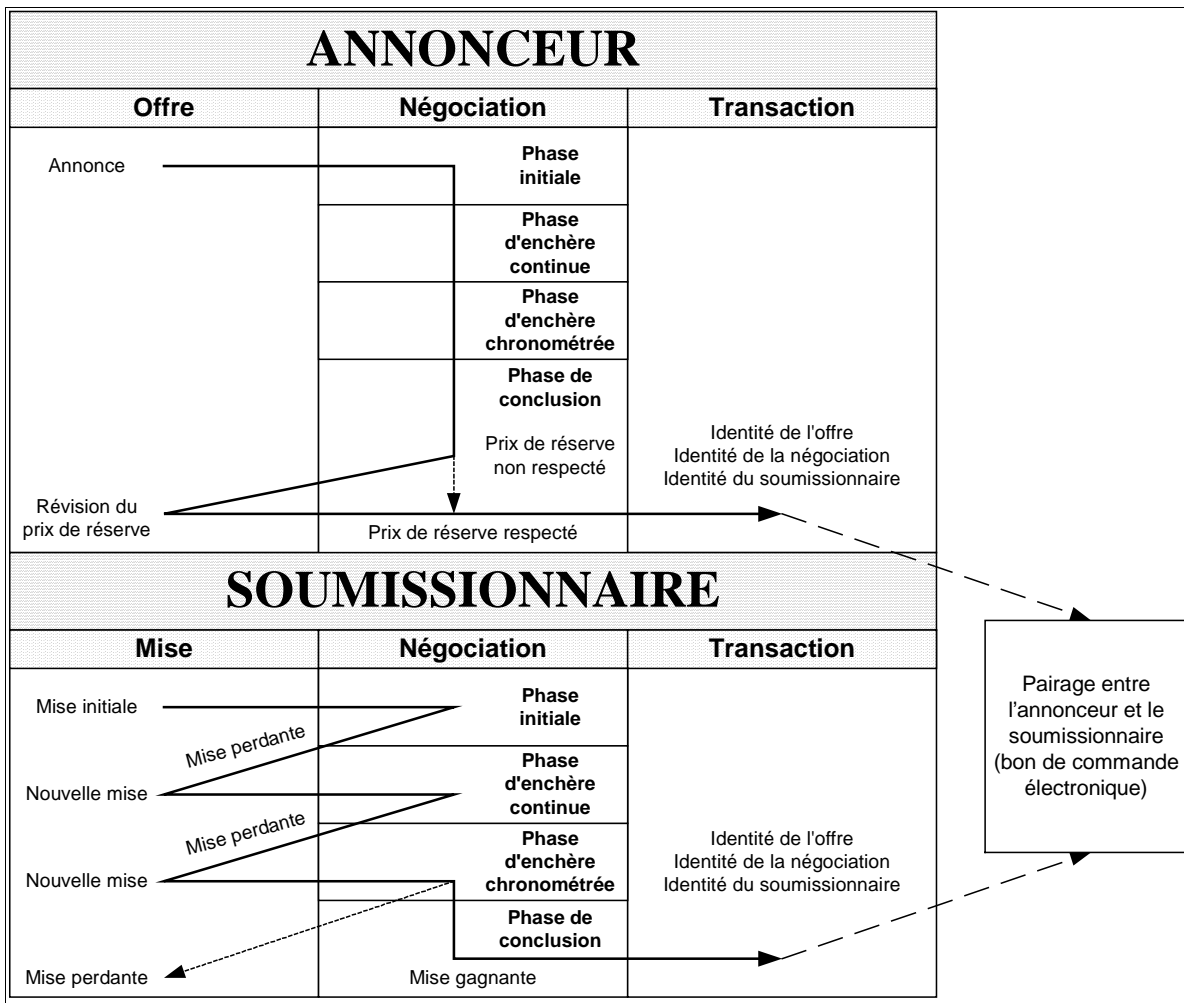 ANNONCEUR
Offre
Négociation
Transaction
Annonce
Phase
initiale
Phase
d'enchère
continue
Phase
d'enchère
chronométrée
Phase de
conclusion
Prix de réserve
non respecté
Identité de l'offre
Identité de la négociation
Identité du soumissionnaire
Révision du
prix de réserve
Prix de réserve respecté
SOUMISSIONNAIRE
Mise
Négociation
Transaction
Mise initiale
Phase
initiale
Mise perdante
Nouvelle mise
Phase
d'enchère
continue
Mise perdante
Nouvelle mise
Phase
d'enchère
chronométrée
Identité de l'offre
Identité de la négociation
Identité du soumissionnaire
Phase de
conclusion
Mise perdante
Mise gagnante
Pairage entre
l'annonceur et le
soumissionnaire
(bon de commande
électronique)